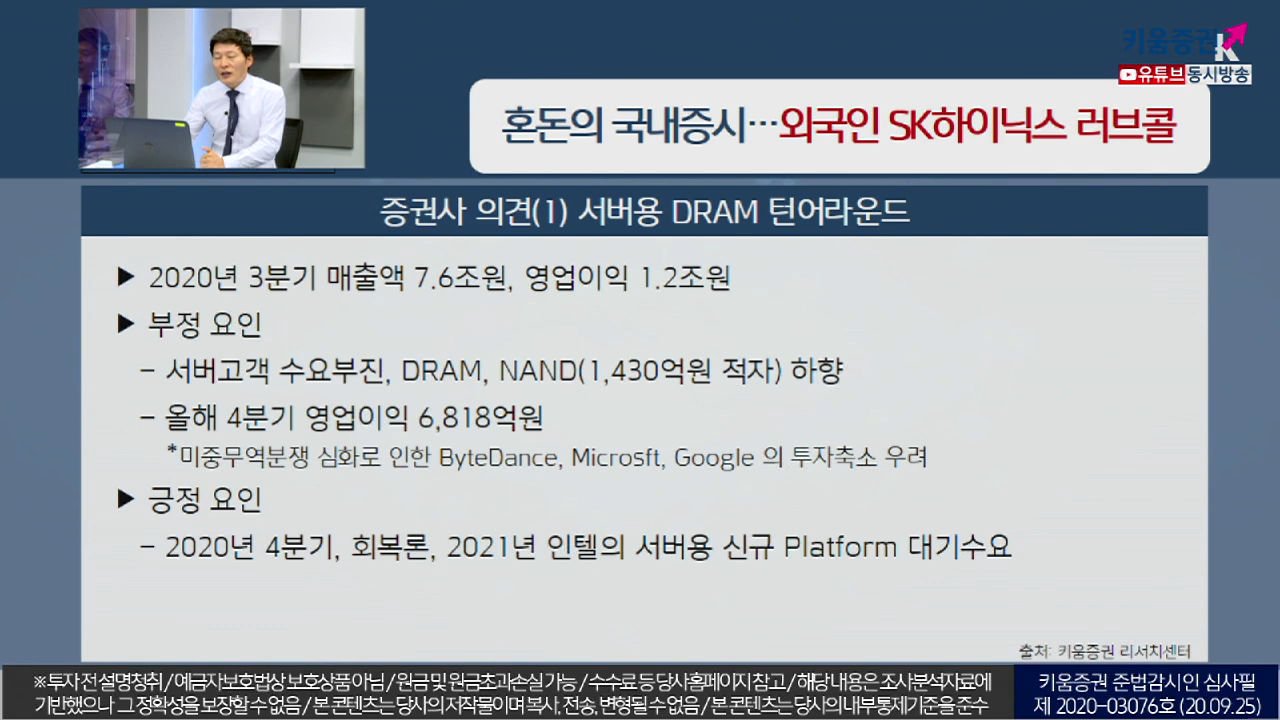 키움증권
유튜브동시방송
혼돈의 국내증시…외국인 SK하이닉스 러브콜
증권사 의견(1) 서버용 DRAM 턴어라운드
▶ 2020년 3분기 매출액 7.6조원, 영업이익 1.2조원
▶ 부정 요인
– 서버고객 수요부진, DRAM, NAND(1,430억원 적자) 하향
– 올해 4분기 영업이익 6,818억원
*미중무역분쟁 심화로 인한 ByteDance, Microsft, Google 의 투자축소 우려
▶ 긍정 요인
– 2020년 4분기, 회복론, 2021년 인텔의 서버용 신규 Platform 대기수요
출처: 키움증권 리서치센터
※투자 전 설명청취 / 예금자보호법상 보호상품 아님 / 원금 및 원금초과손실 가능 / 수수료 등 당사홈페이지 참고 / 해당 내용은 조사분석자료에
기반했으나 그 정확성을 보장할 수 없음 / 본 콘텐츠는 당사의 저작물이며 복사, 전송, 변형될 수 없음 / 본 콘텐츠는 당사의 내부통제기준을 준수
키움증권 준법감시인 심사필
제 2020-03076호 (20.09.25)